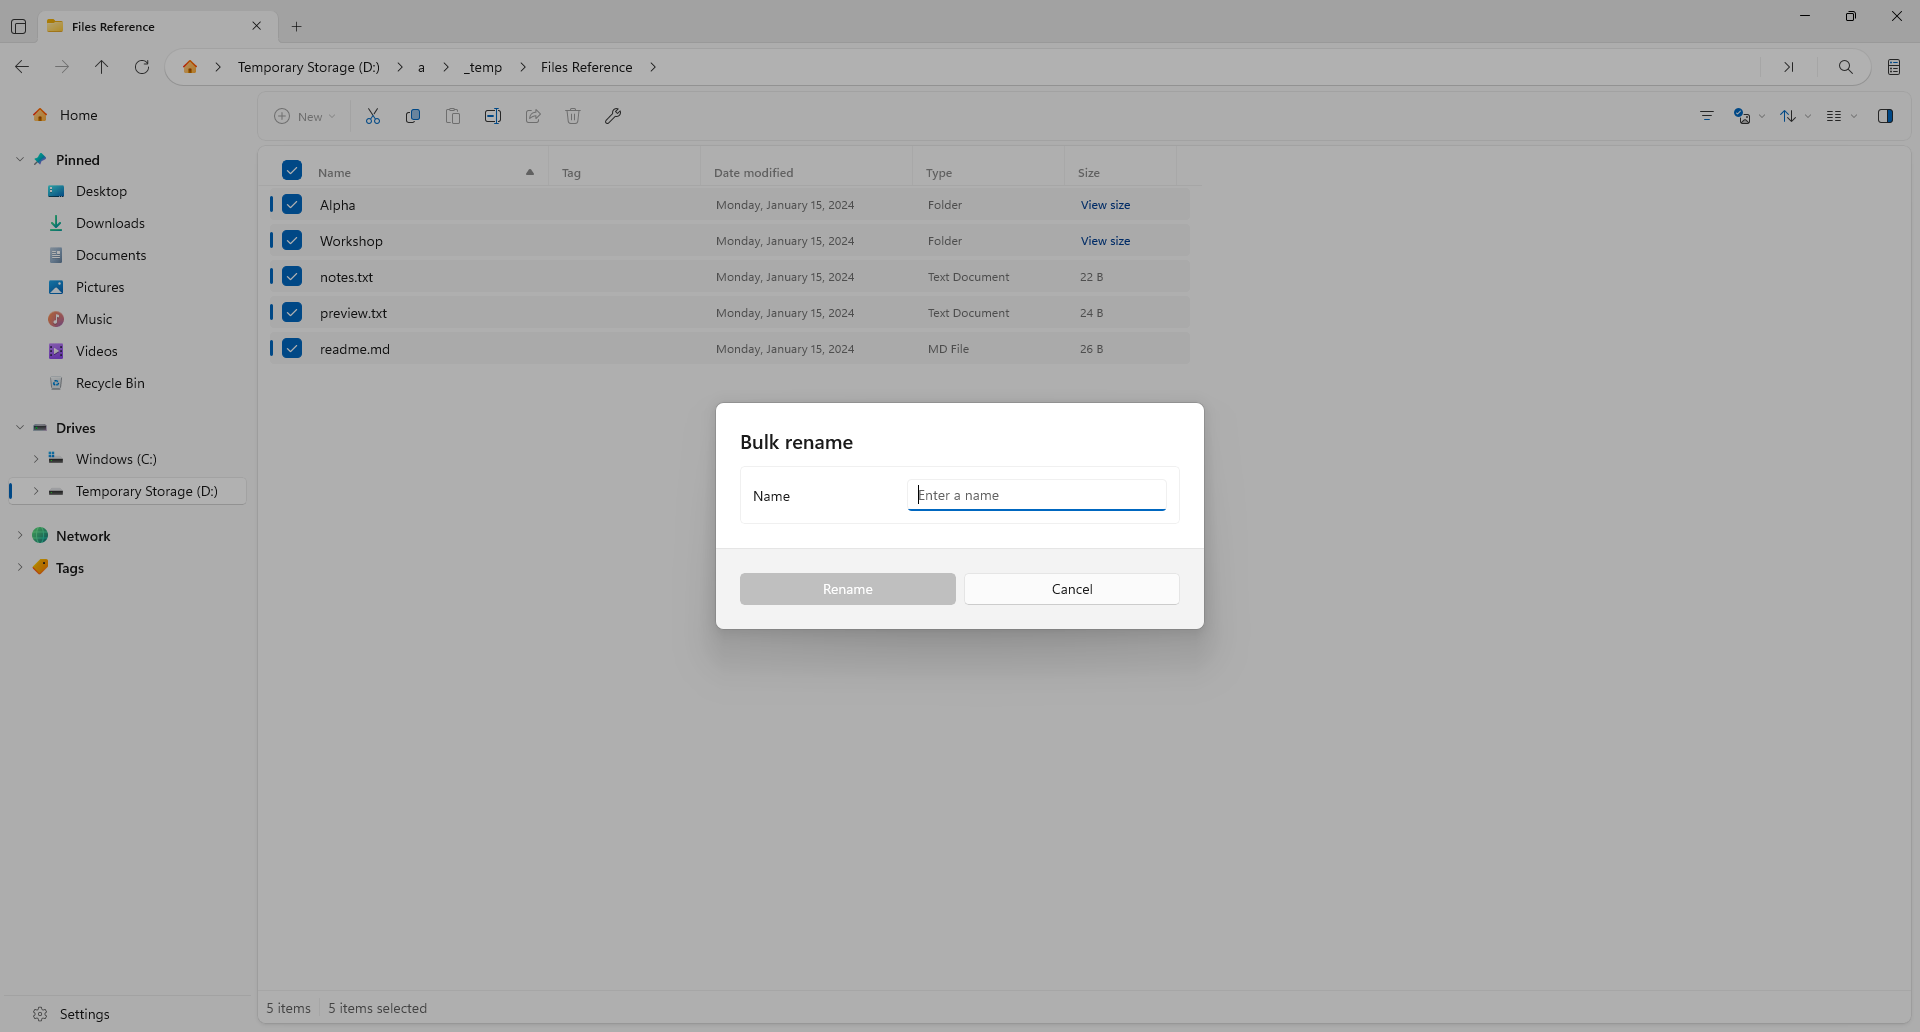 Files Reference
Temporary Storage (D:)
a
_temp
Files Reference
Home
Pinned
Desktop
Downloads
Documents
Pictures
Music
Videos
Recycle Bin
Drives
Windows (C:)
Temporary Storage (D:)
Network
Tags
Settings
New
Name Tag Date modified Type Size
Alpha Monday, January 15, 2024 Folder View size
Workshop Monday, January 15, 2024 Folder View size
notes.txt Monday, January 15, 2024 Text Document 22 B
preview.txt Monday, January 15, 2024 Text Document 24 B
readme.md Monday, January 15, 2024 MD File 26 B
Bulk rename
Name Enter a name
Rename Cancel
5 items 5 items selected